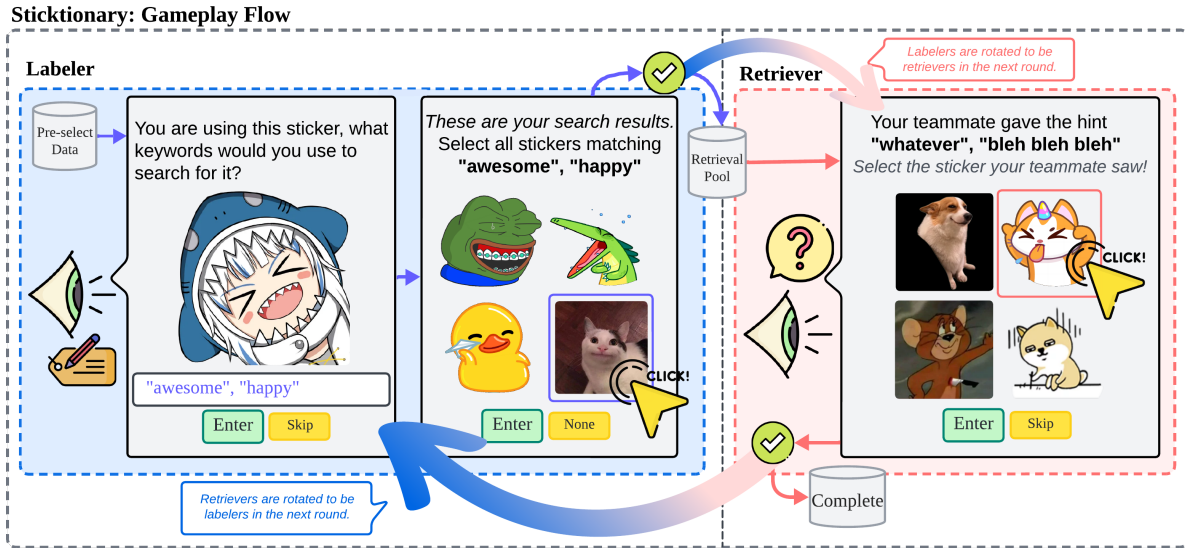 Sticktionary: Gameplay Flow
Labeler
Pre-select
Data
You are using this sticker, what
keywords would you use to
search for it?
"awesome", "happy"
Enter
Skip
These are your search results.
Select all stickers matching
"awesome", "happy"
CLICK!
Enter
None
Retrieval
Pool
Retriever
Labelers are rotated to be
retrievers in the next round.
Your teammate gave the hint
"whatever", "bleh bleh bleh"
Select the sticker your teammate saw!
CLICK!
Enter
Skip
Complete
Retrievers are rotated to be
labelers in the next round.